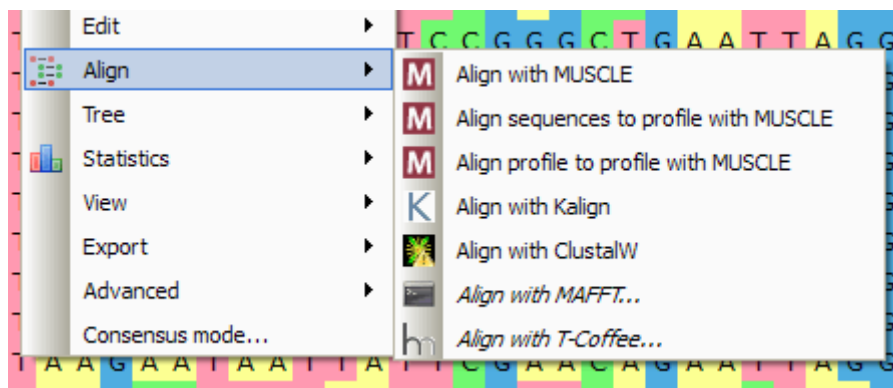 Edit
Align
Tree
Statistics
View
Export
Advanced
Consensus mode...
T C C G G G C T G A A T T A G G
M Align with MUSCLE
M Align sequences to profile with MUSCLE
M Align profile to profile with MUSCLE
K Align with Kalign
Align with ClustalW
Align with MAFFT...
Align with T-Coffee...
T A A G A A T A A T T A T T C G A A C A G A A T T A G G